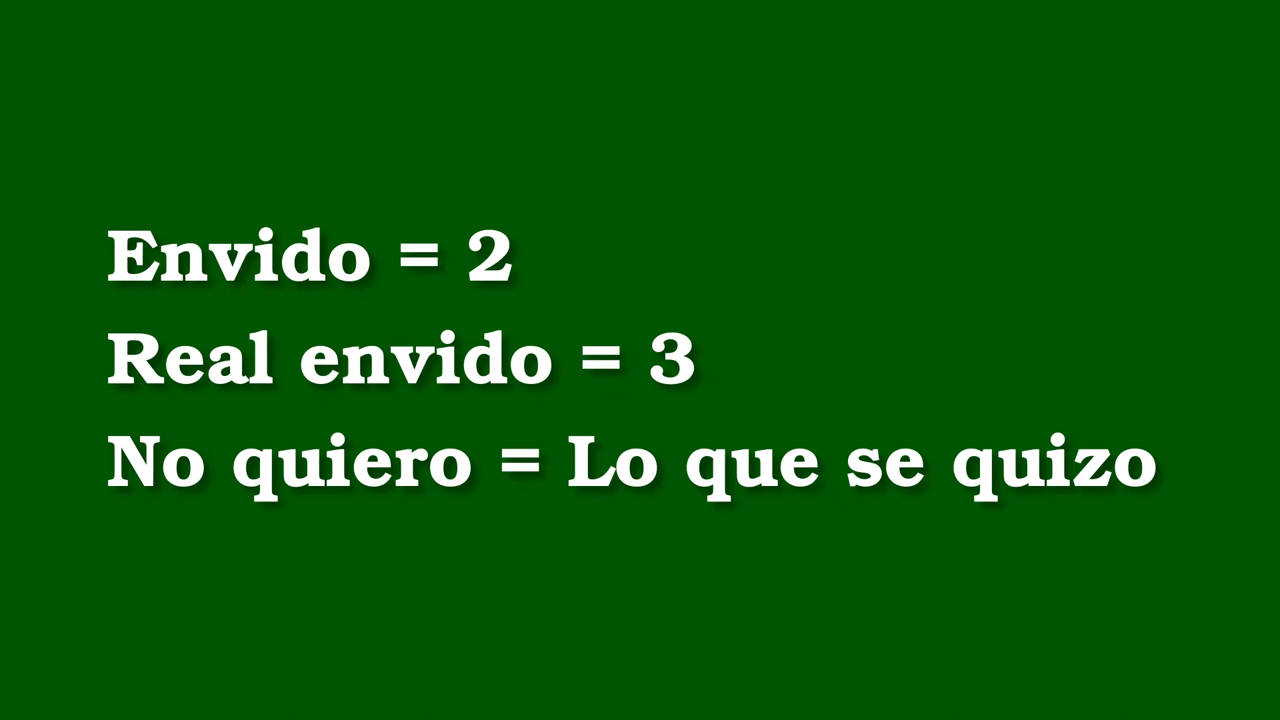 Envido = 2
Real envido = 3
No quiero = Lo que se quizo